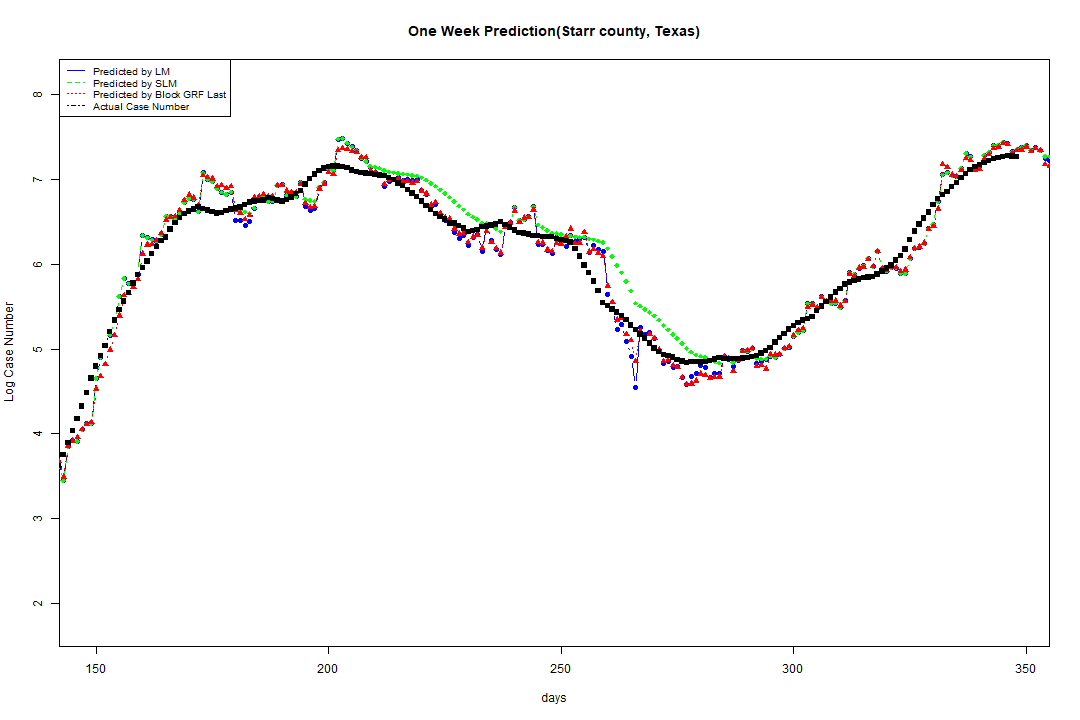 One Week Prediction(Starr county, Texas)
Predicted by LM
Predicted by SLM
Predicted by Block GRF Last
Actual Case Number
Log Case Number
8
7
6
5
4
3
2
150 200 250 300 350
days